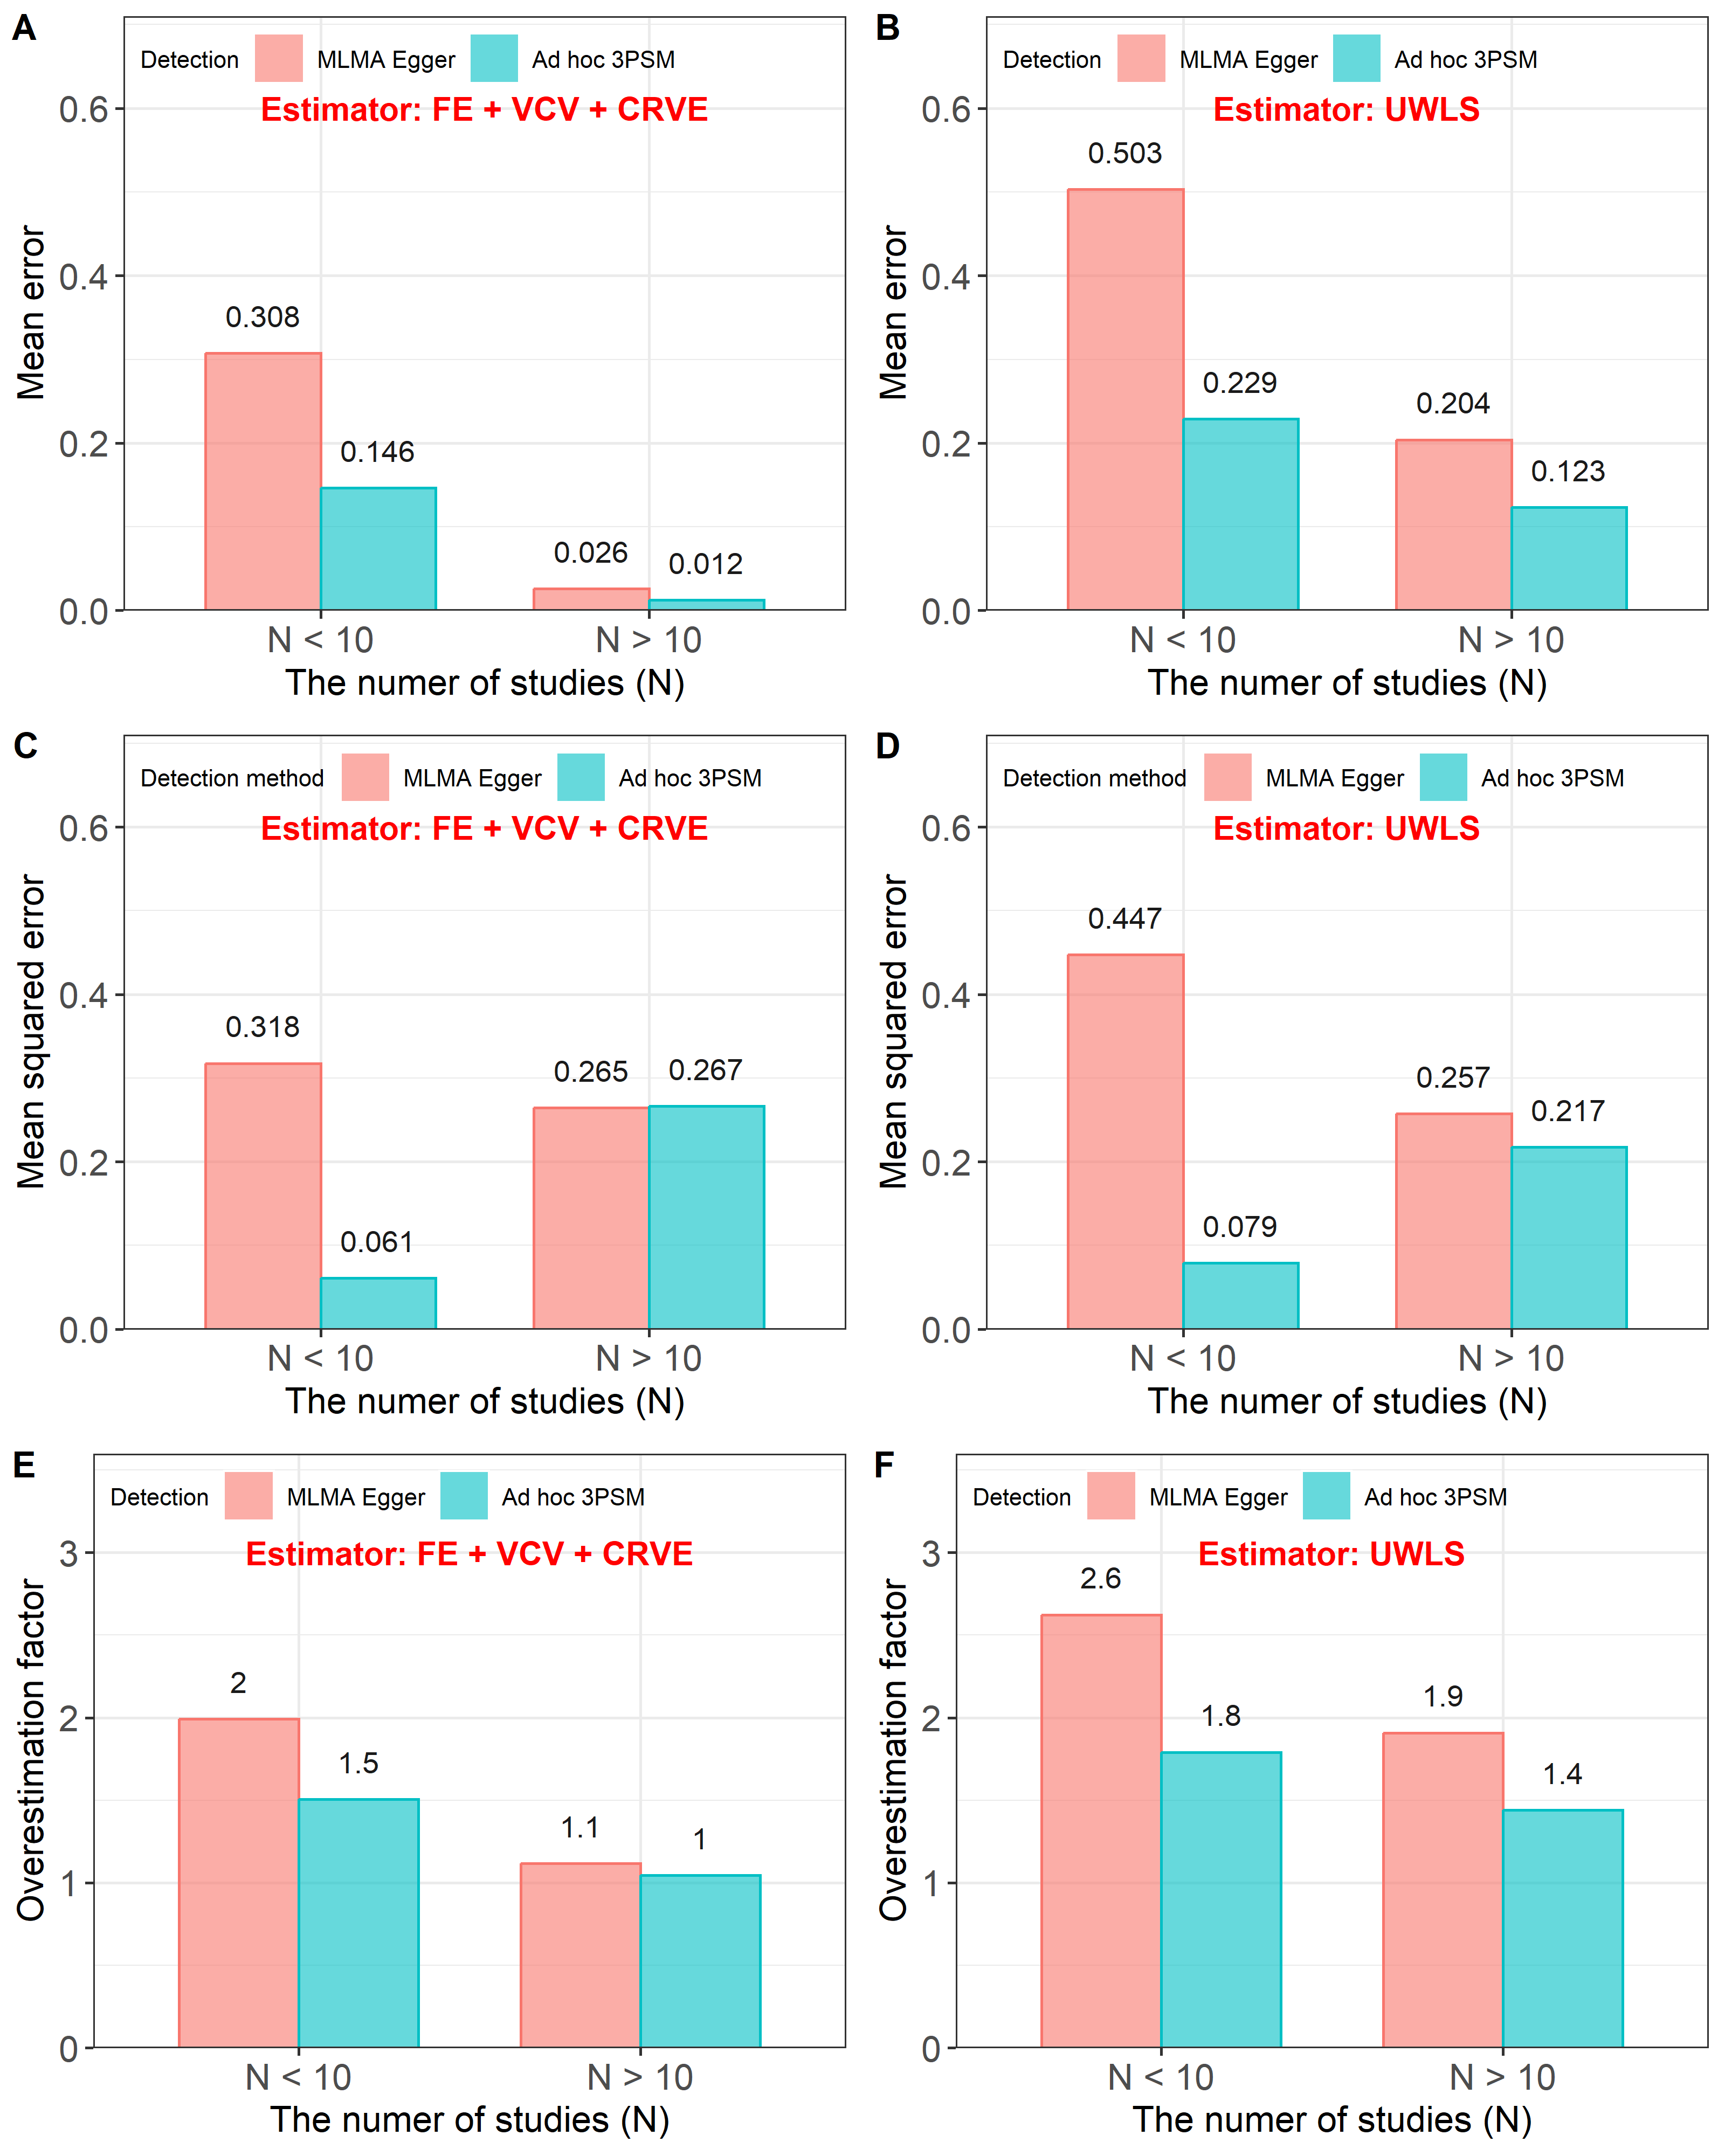 A
Detection MLMA Egger Ad hoc 3PSM
Estimator: FE + VCV + CRVE
Mean error
0.6
0.4
0.2
0.0
0.308
0.146
0.026
0.012
N < 10 N > 10
The numer of studies (N)
B
Detection MLMA Egger Ad hoc 3PSM
Estimator: UWLS
Mean error
0.6
0.4
0.2
0.0
0.503
0.229
0.204
0.123
N < 10 N > 10
The numer of studies (N)
C
Detection method MLMA Egger Ad hoc 3PSM
Estimator: FE + VCV + CRVE
Mean squared error
0.6
0.4
0.2
0.0
0.318
0.061
0.265
0.267
N < 10 N > 10
The numer of studies (N)
D
Detection method MLMA Egger Ad hoc 3PSM
Estimator: UWLS
Mean squared error
0.6
0.4
0.2
0.0
0.447
0.079
0.257
0.217
N < 10 N > 10
The numer of studies (N)
E
Detection MLMA Egger Ad hoc 3PSM
Estimator: FE + VCV + CRVE
Overestimation factor
3
2
1
0
2
1.5
1.1
1
N < 10 N > 10
The numer of studies (N)
F
Detection MLMA Egger Ad hoc 3PSM
Estimator: UWLS
Overestimation factor
3
2
1
0
2.6
1.8
1.9
1.4
N < 10 N > 10
The numer of studies (N)